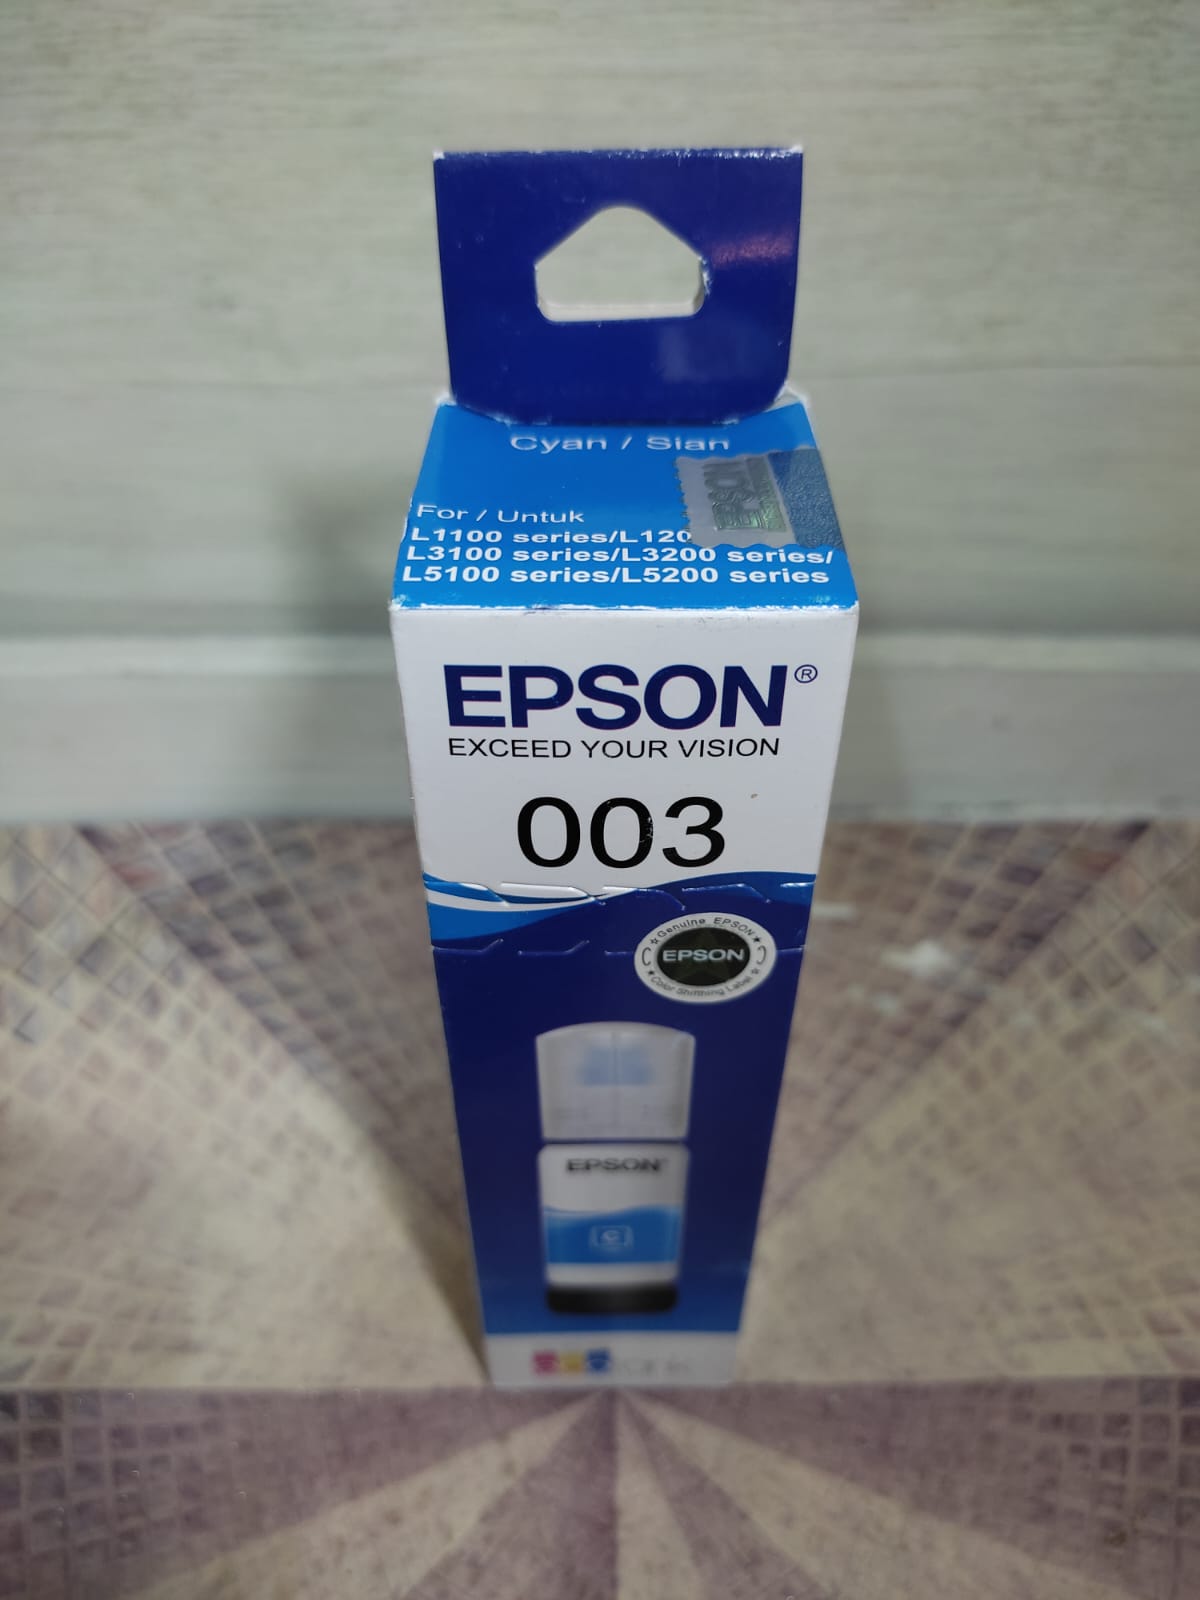 Cyan / Sian
EPSON
For / Untuk
L1100 series/L120
L3100 series/L3200 series/
L5100 series/L5200 series
EPSON®
EXCEED YOUR VISION
003
Genuine EPSON
EPSON
Color Shifting Label
EPSON
C